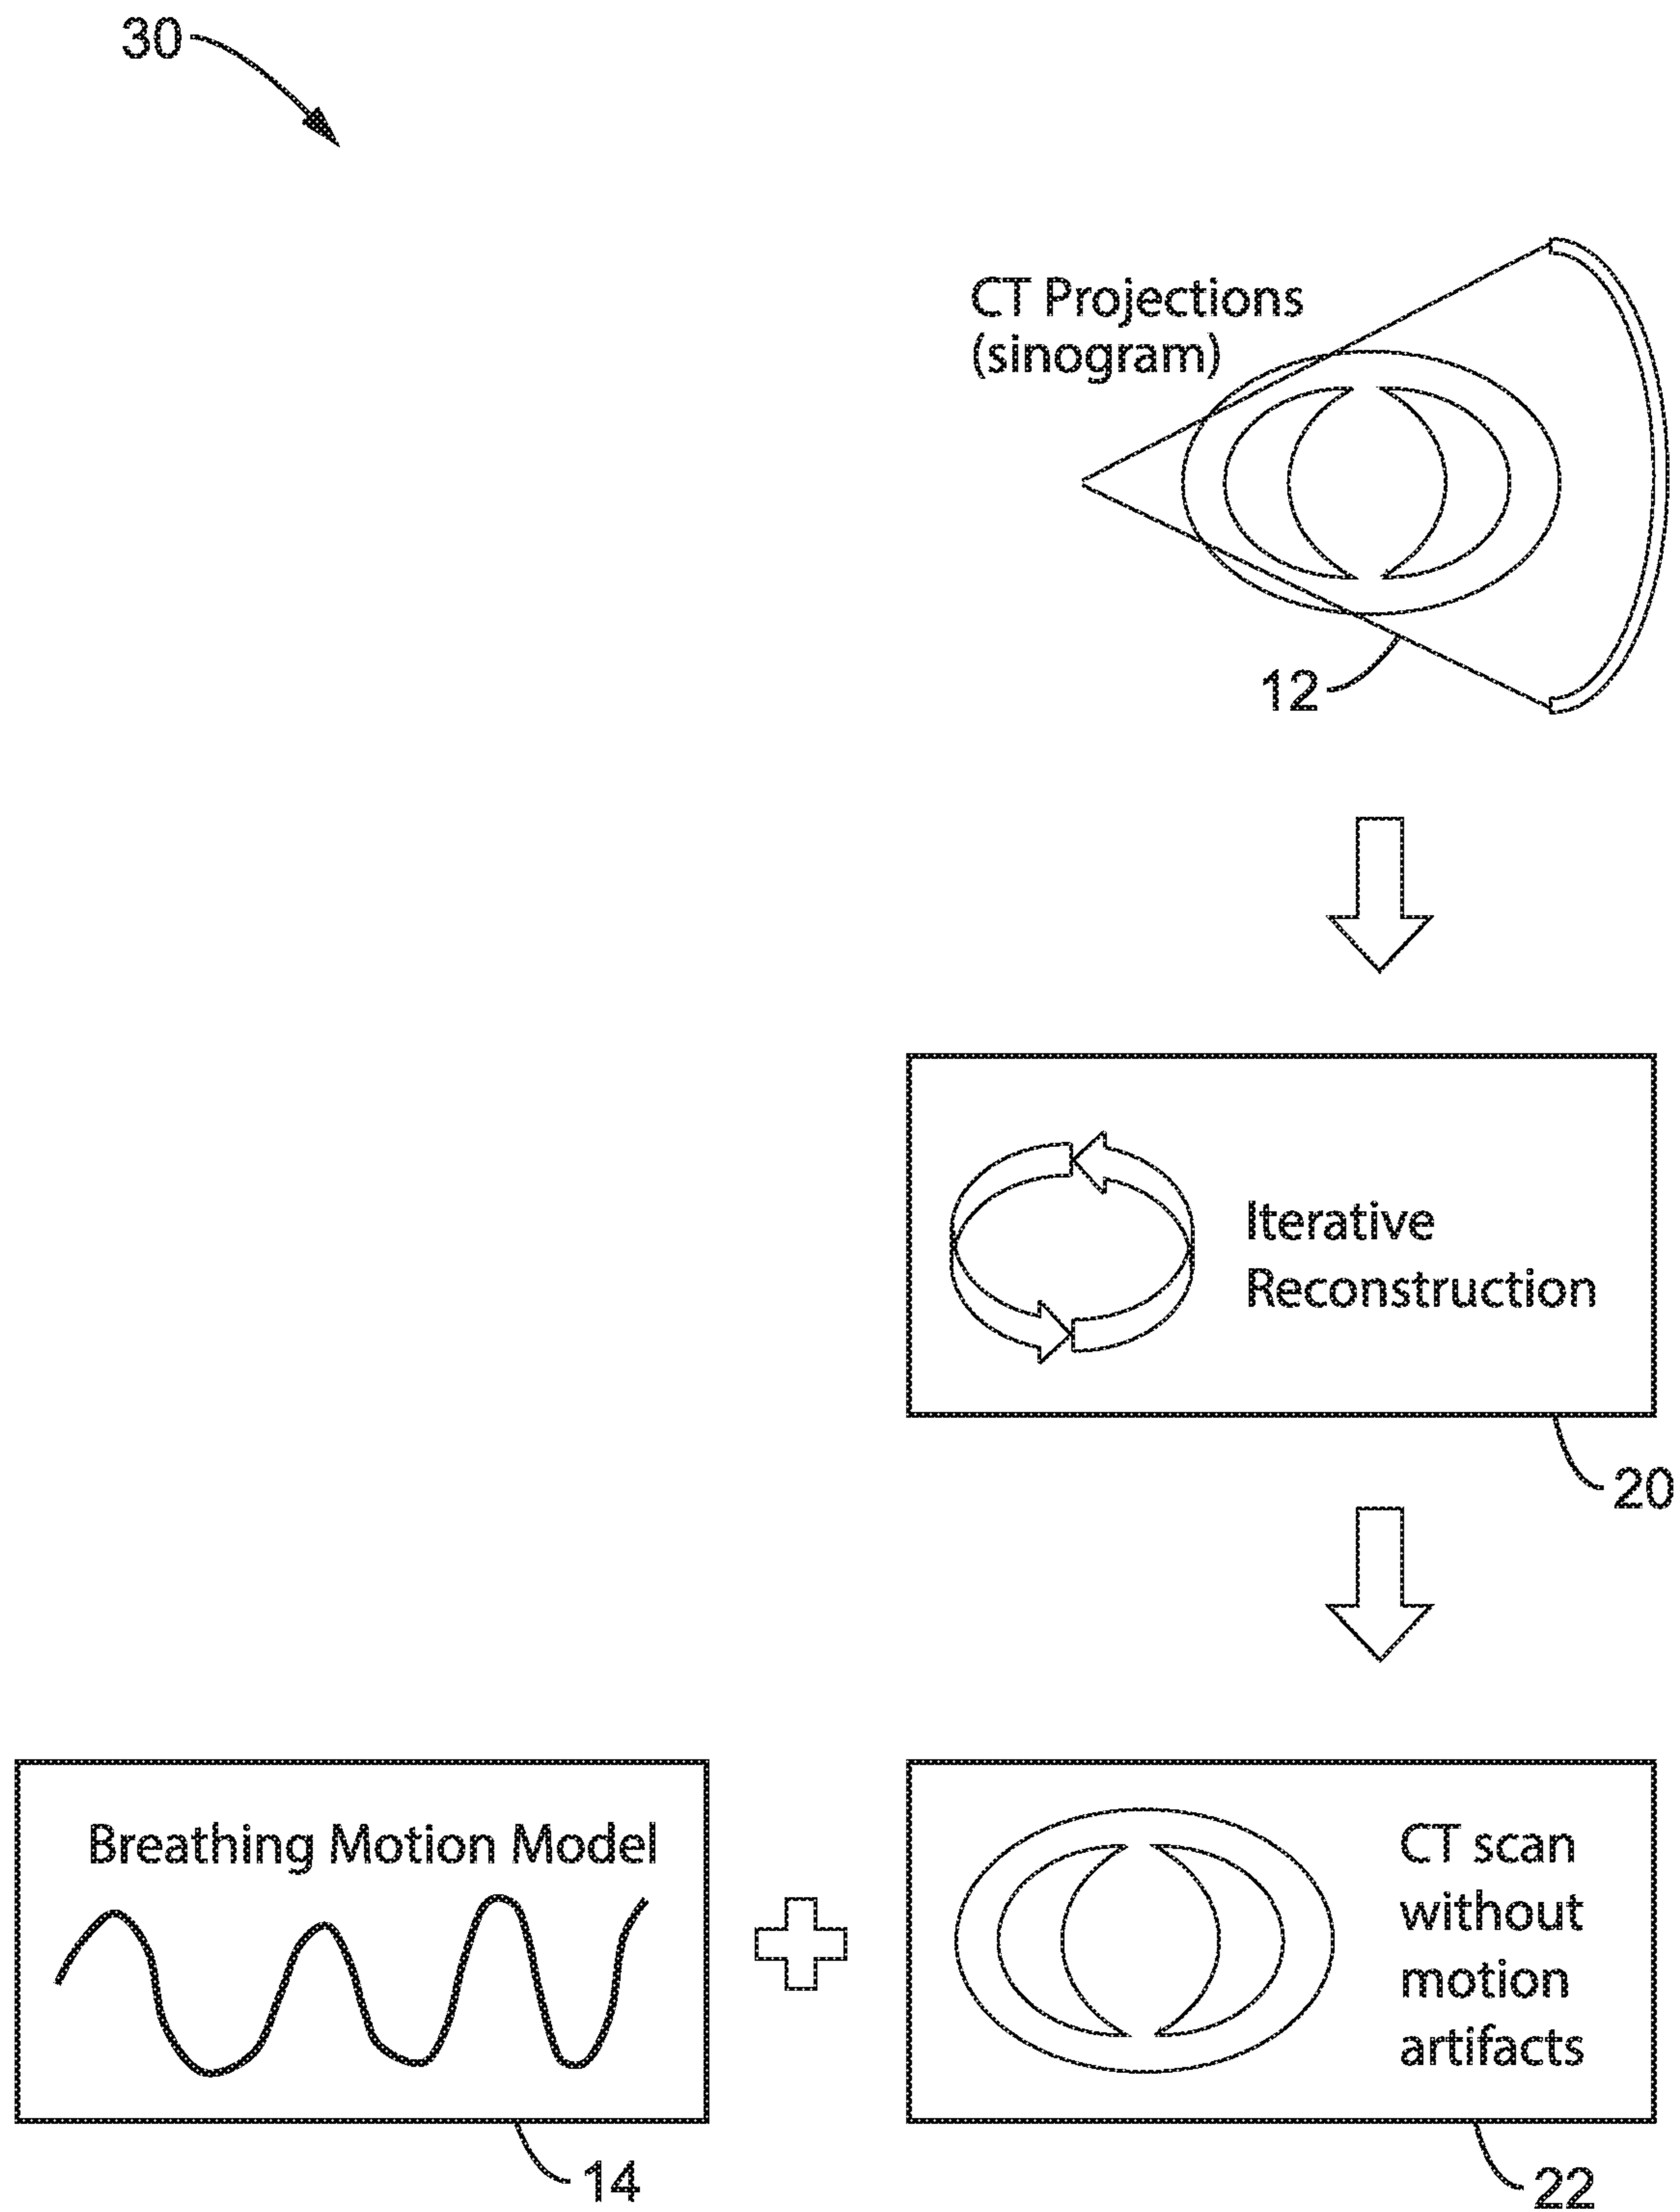 30
CT Projections
(sinogram)
12
Iterative
Reconstruction
20
Breathing Motion Model
14
CT scan
without
motion
artifacts
22